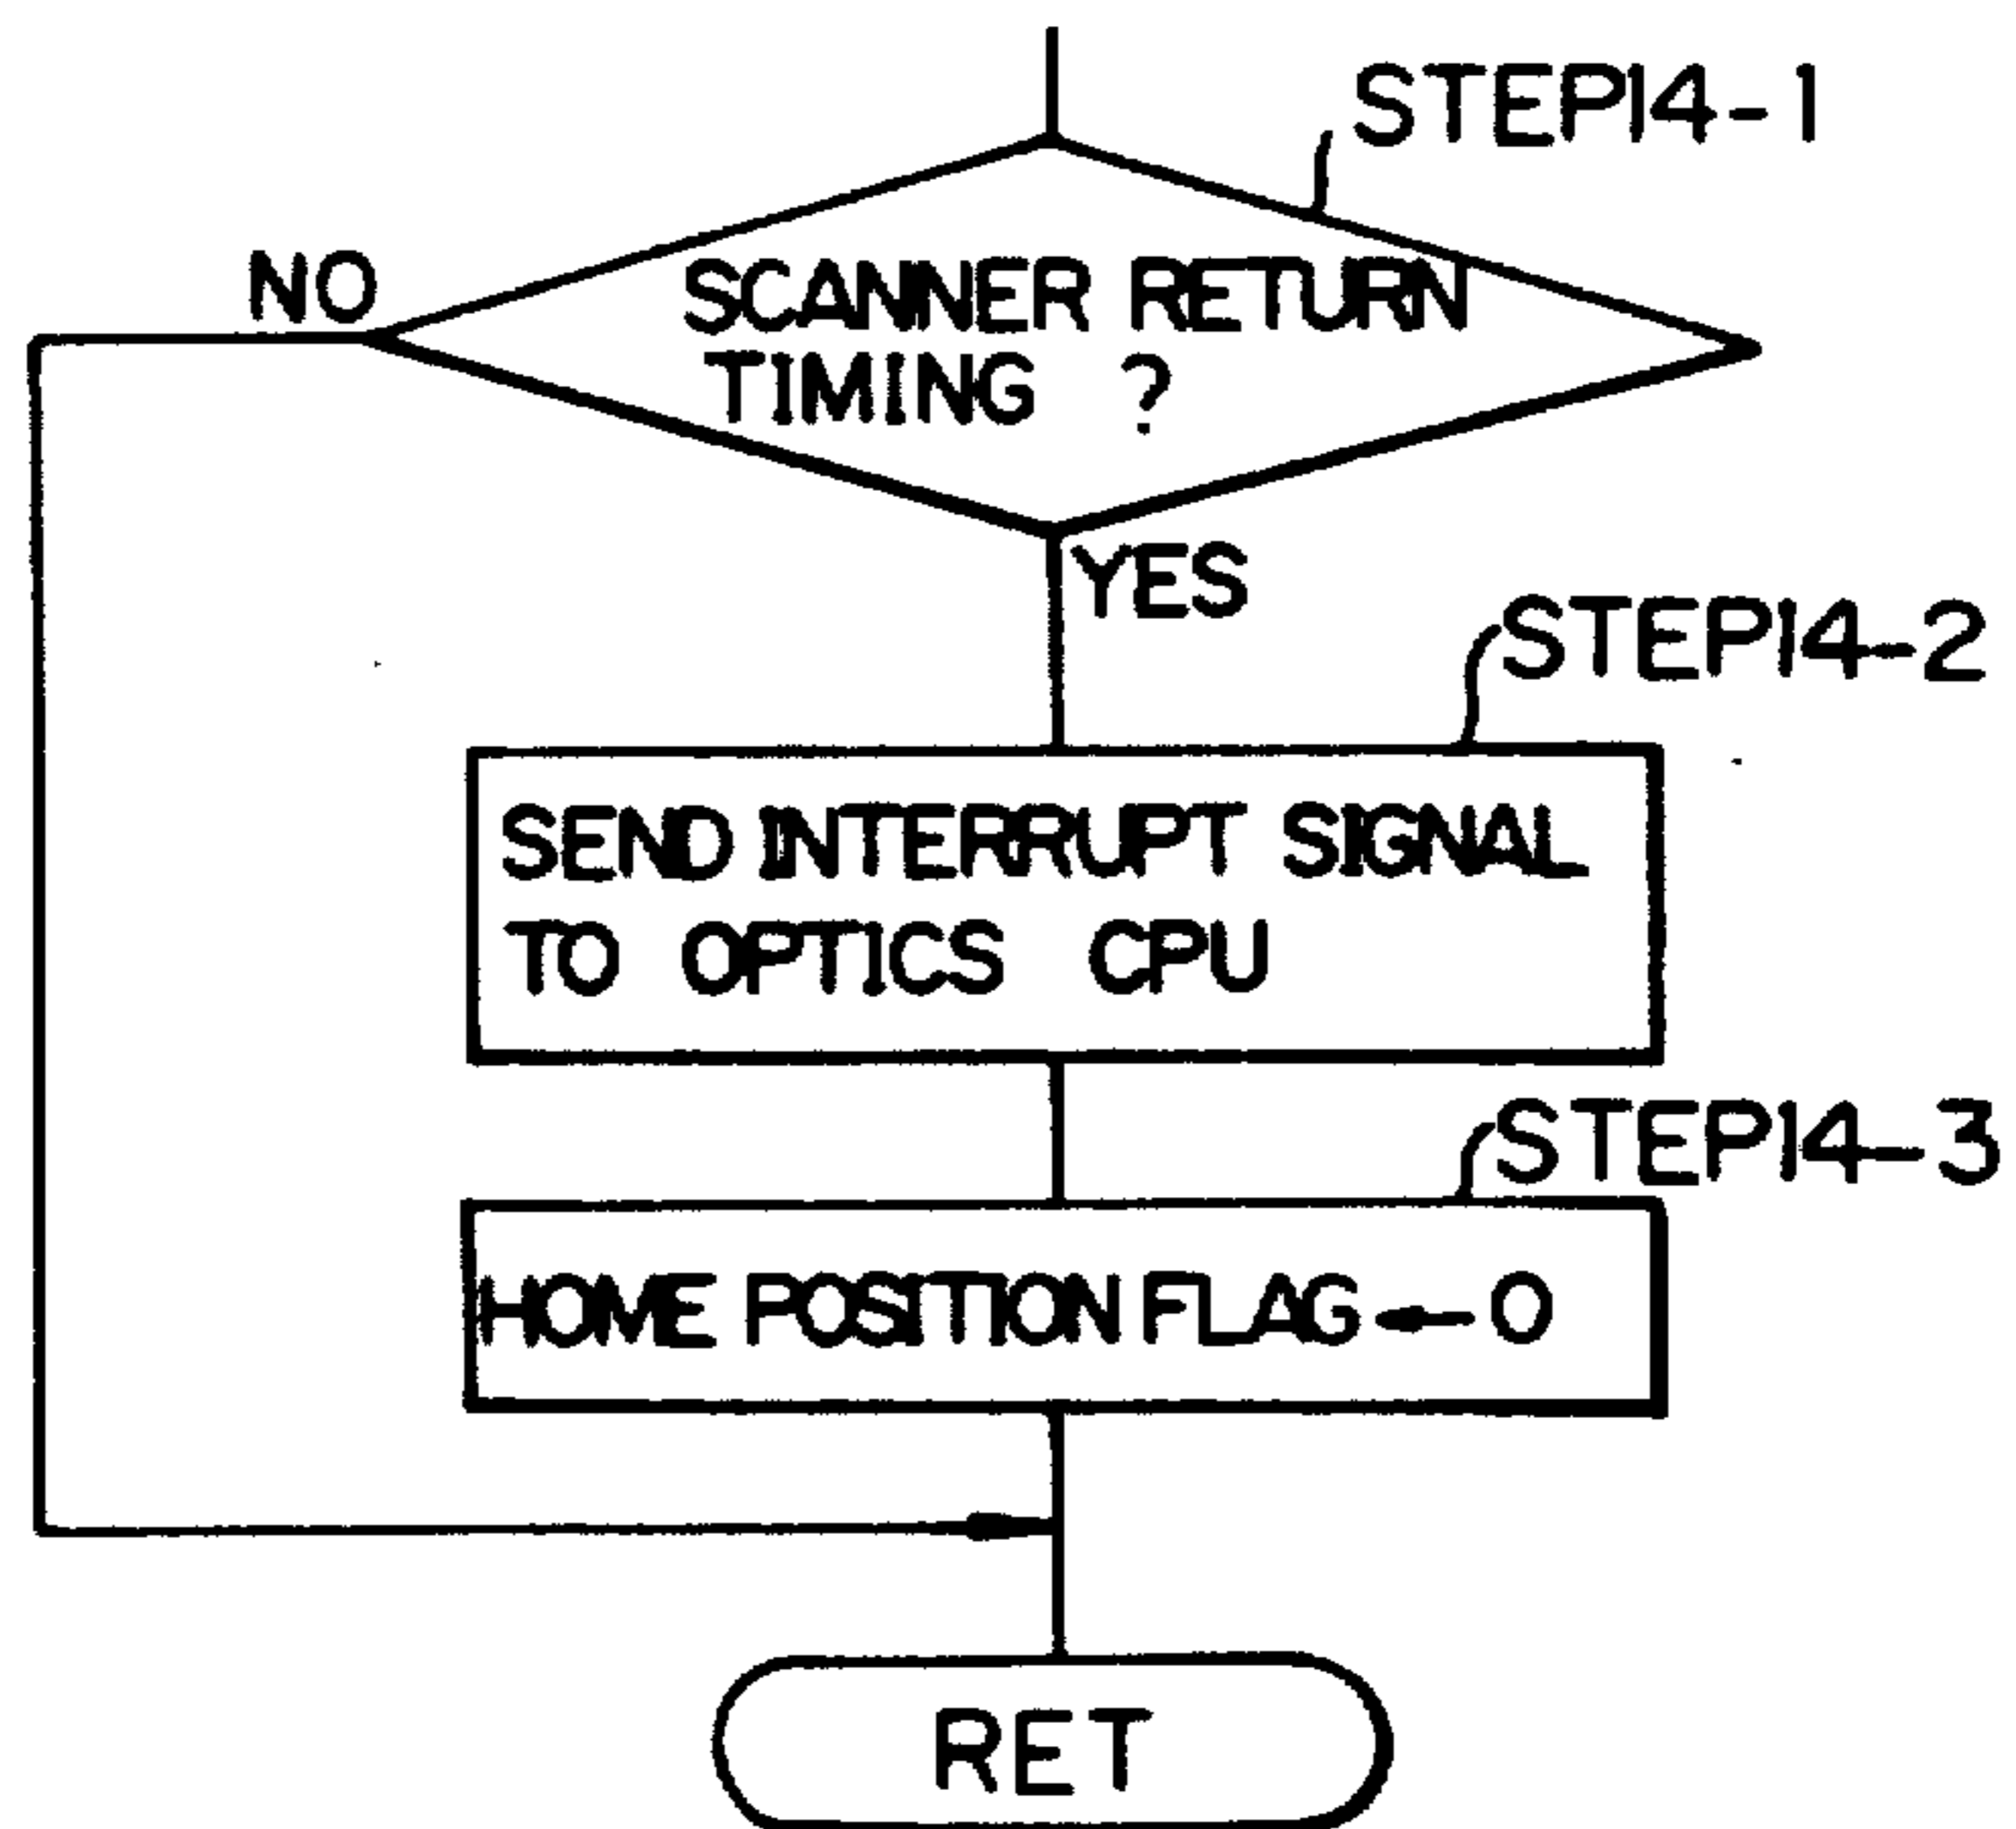 STEP14-1
NO
SCANNER RETURN
TIMING ?
YES
STEP14-2
SEND INTERRUPT SIGNAL
TO OPTICS CPU
STEP14-3
HOME POSITION FLAG ← 0
RET